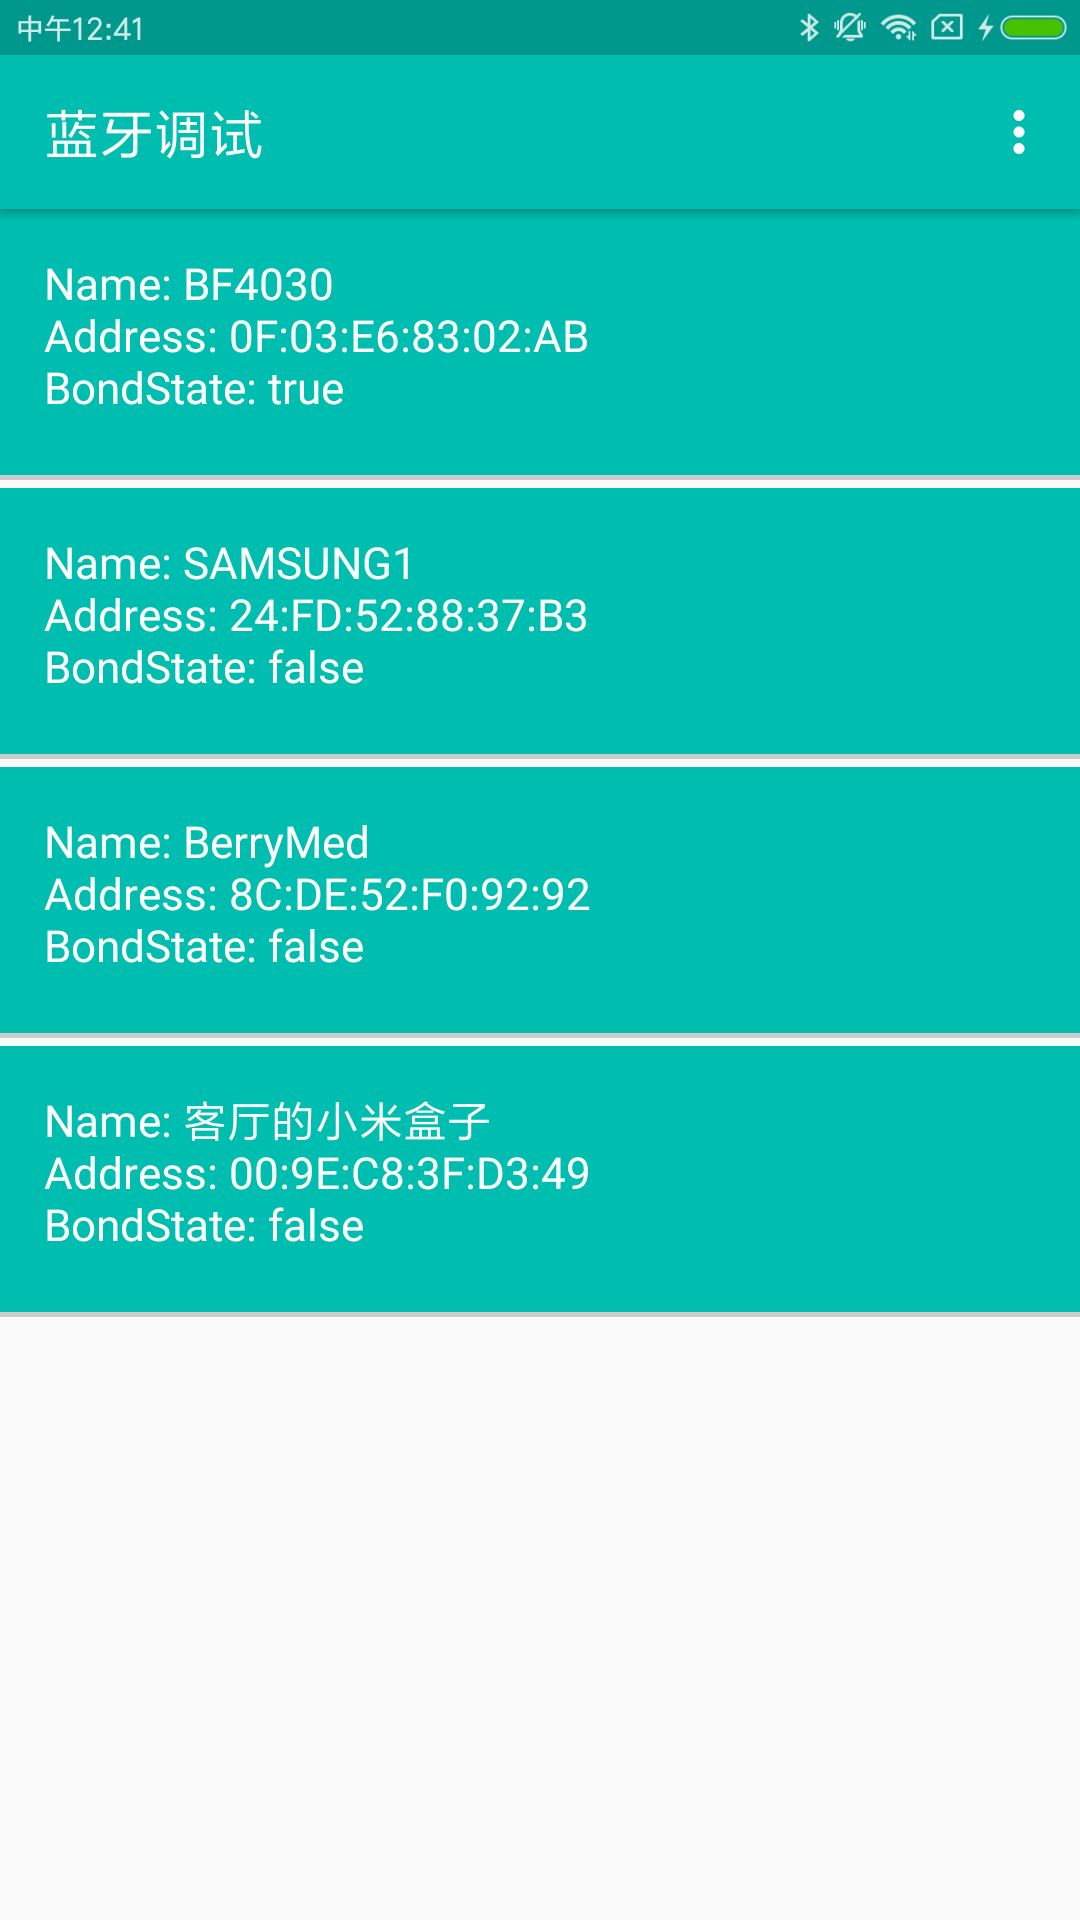 中午12:41
蓝牙调试
Name: BF4030
Address: 0F:03:E6:83:02:AB
BondState: true
Name: SAMSUNG1
Address: 24:FD:52:88:37:B3
BondState: false
Name: BerryMed
Address: 8C:DE:52:F0:92:92
BondState: false
Name: 客厅的小米盒子
Address: 00:9E:C8:3F:D3:49
BondState: false